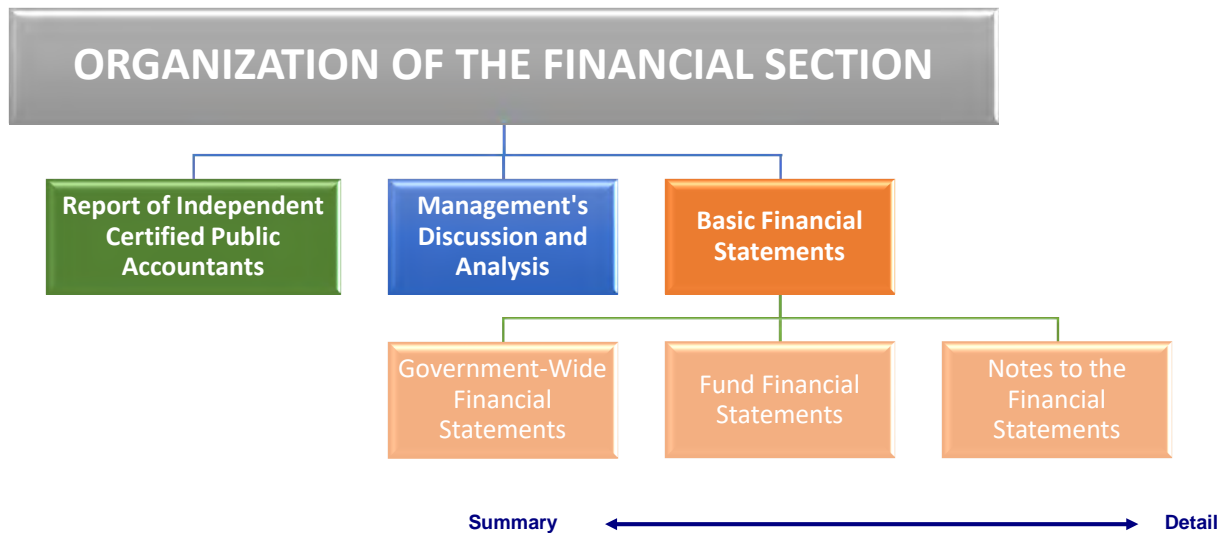 ORGANIZATION OF THE FINANCIAL SECTION
Report of Independent
Certified Public
Accountants
Management's
Discussion and
Analysis
Basic Financial
Statements
Government-Wide
Financial
Statements
Fund Financial
Statements
Notes to the
Financial
Statements
Summary
Detail